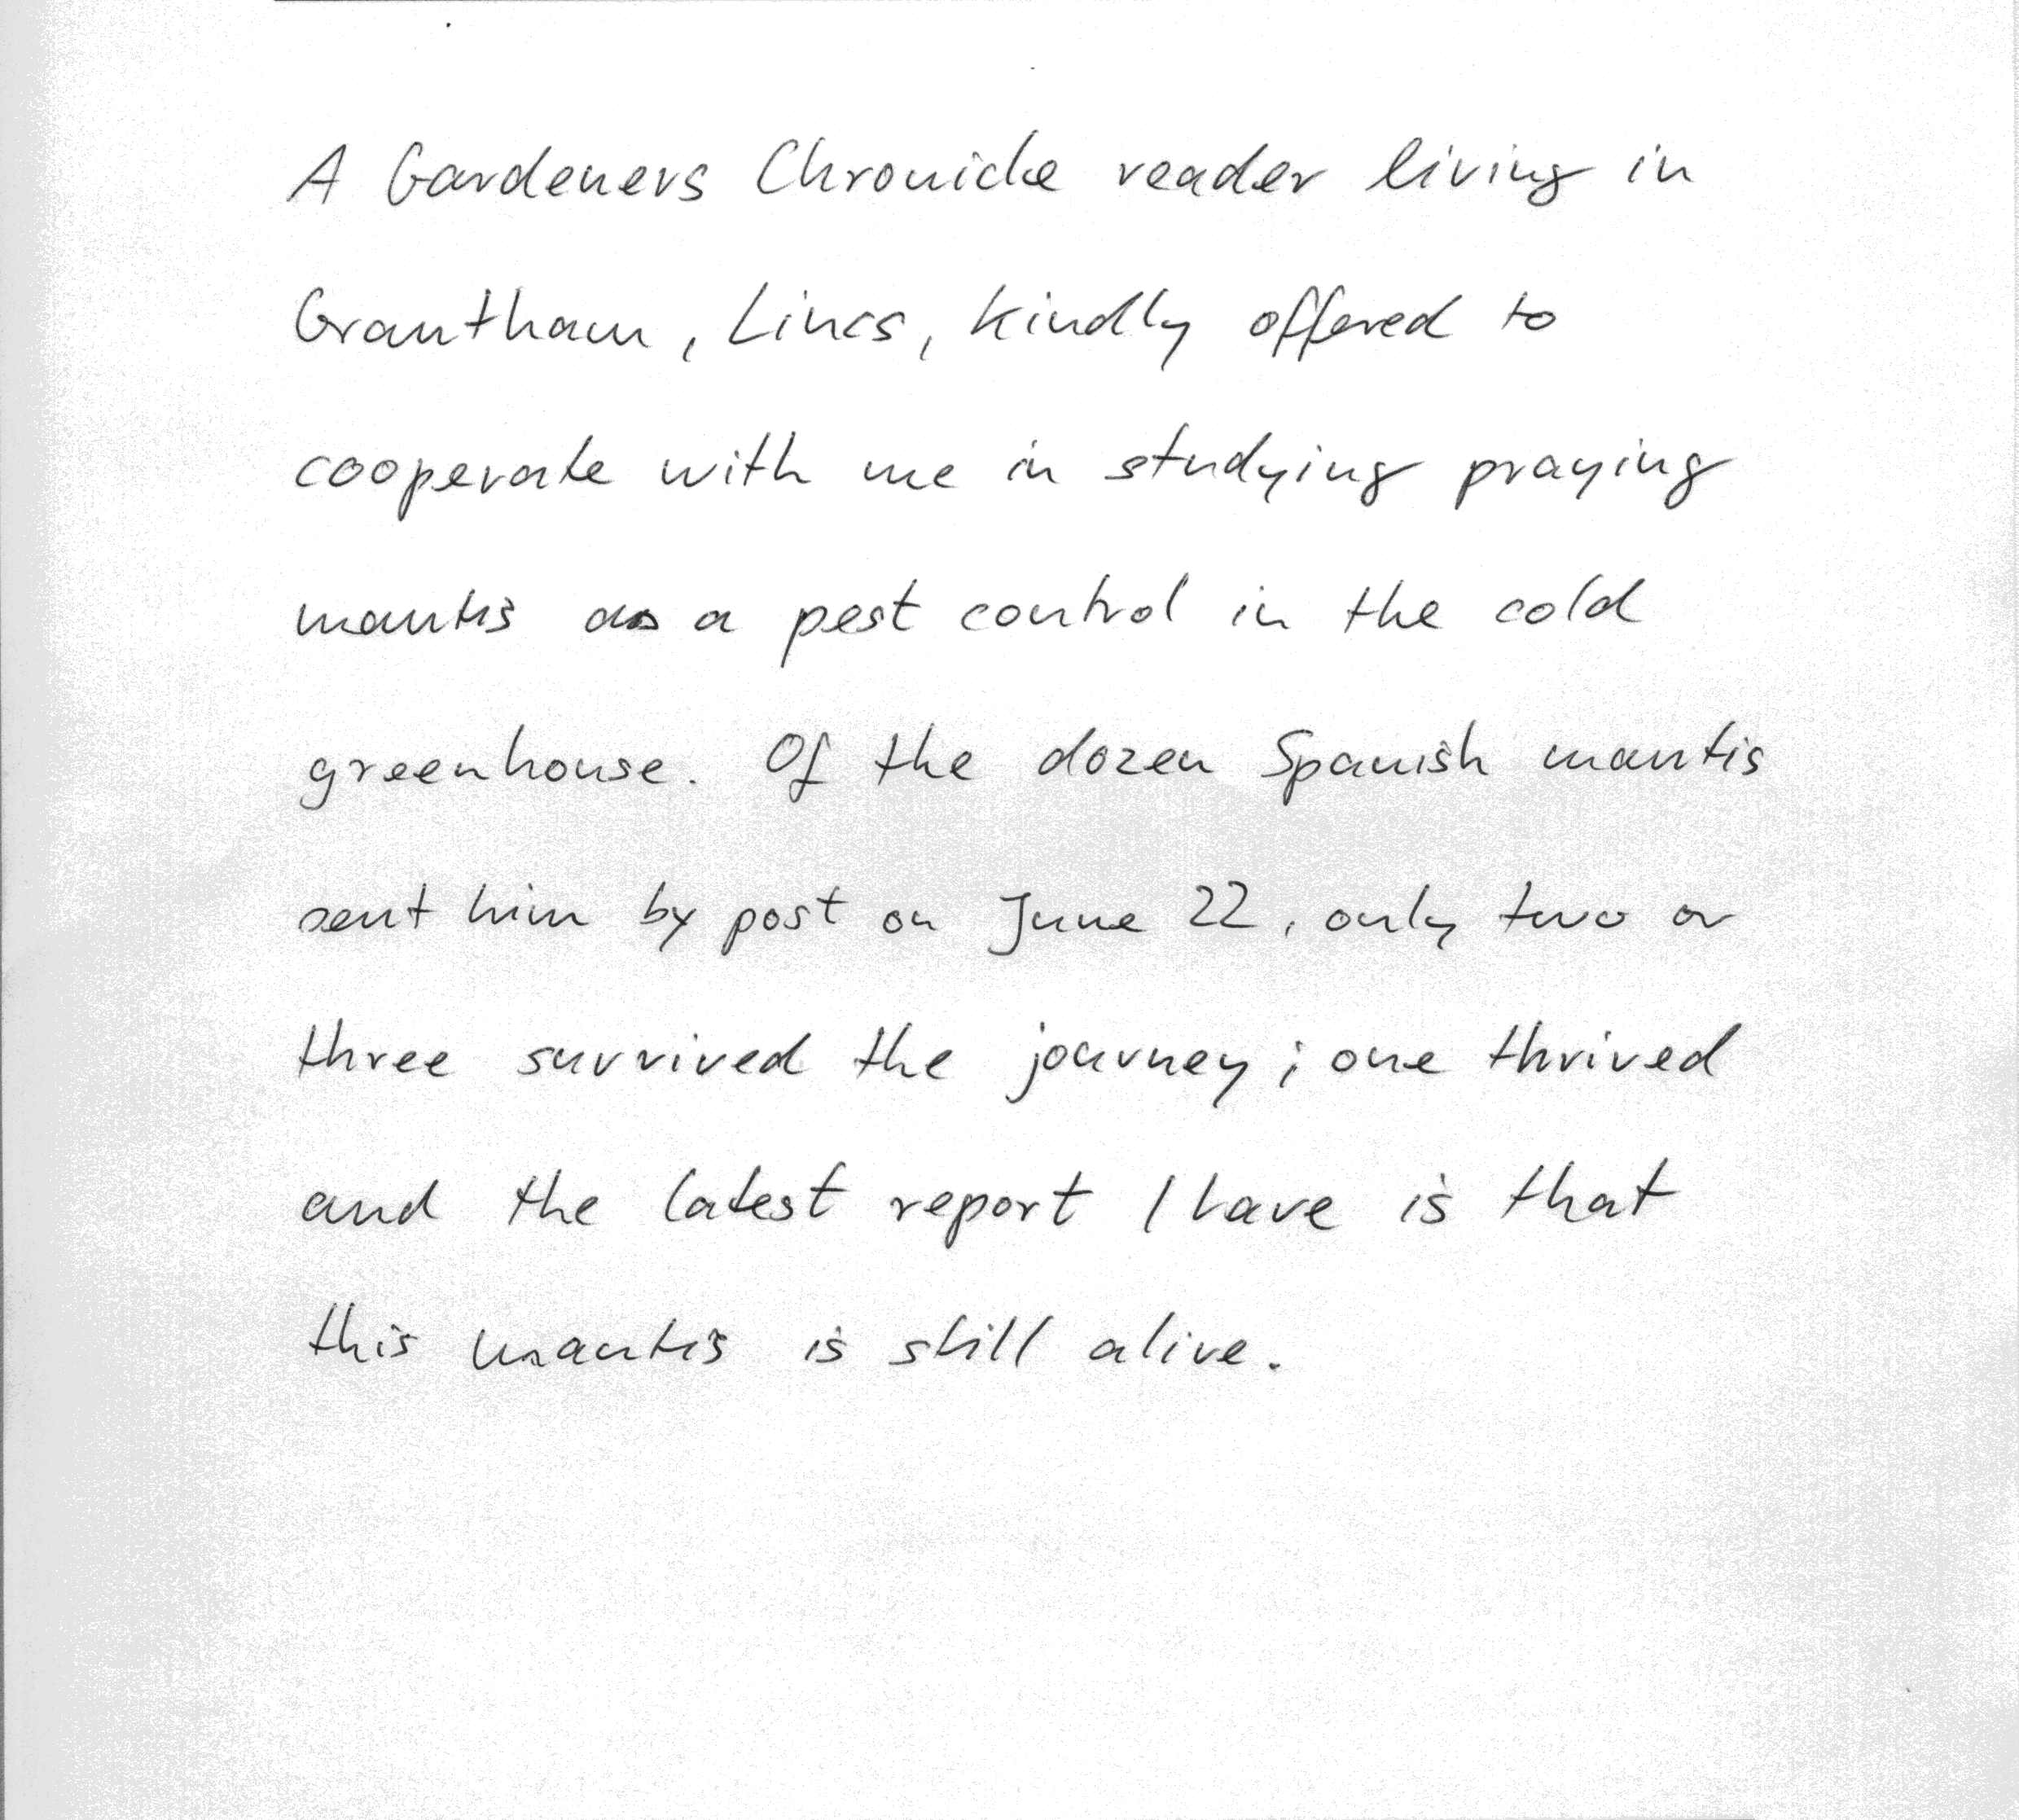 A Gardeners Chronicle reader living in
Grantham, Lincs, kindly offered to
cooperate with me in studying praying
mantis as a pest control in the cold
greenhouse. Of the dozen Spanish mantis
sent him by post on June 22, only two or
three survived the journey; one thrived
and the latest report I have is that
this mantis is still alive.